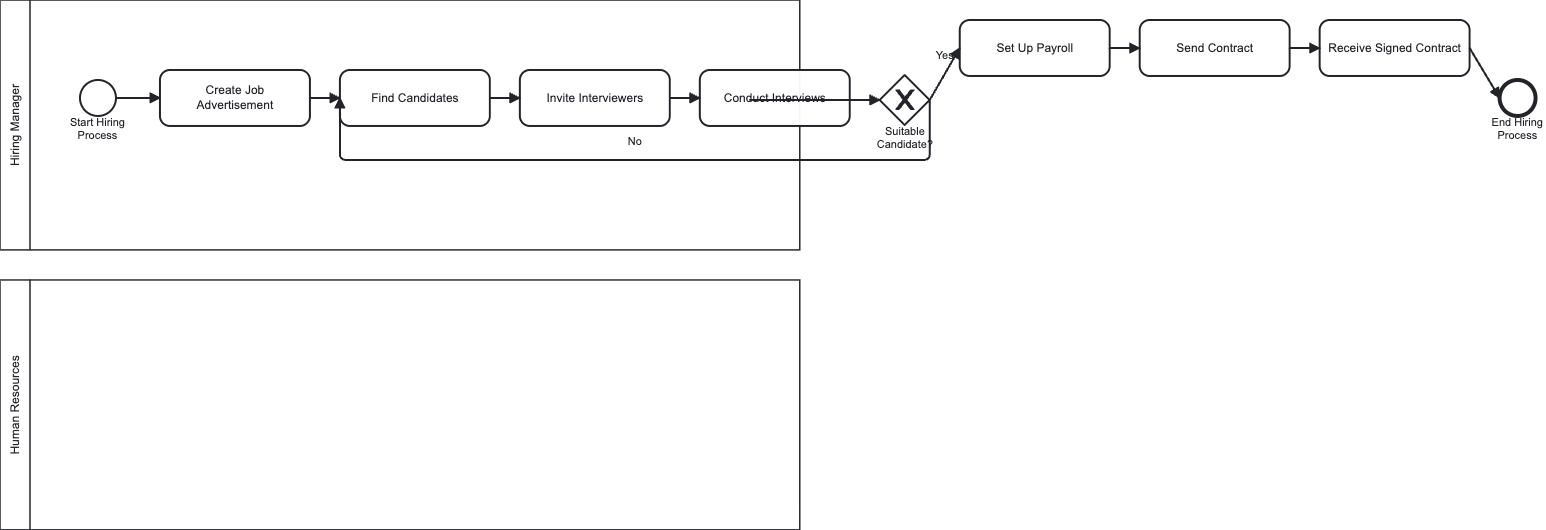 Hiring Manager
Start Hiring
Process
Create Job
Advertisement
Find Candidates
Invite Interviewers
Conduct Interviews
No
Suitable
Candidate?
Yes
Set Up Payroll
Send Contract
Receive Signed Contract
End Hiring
Process
Human Resources